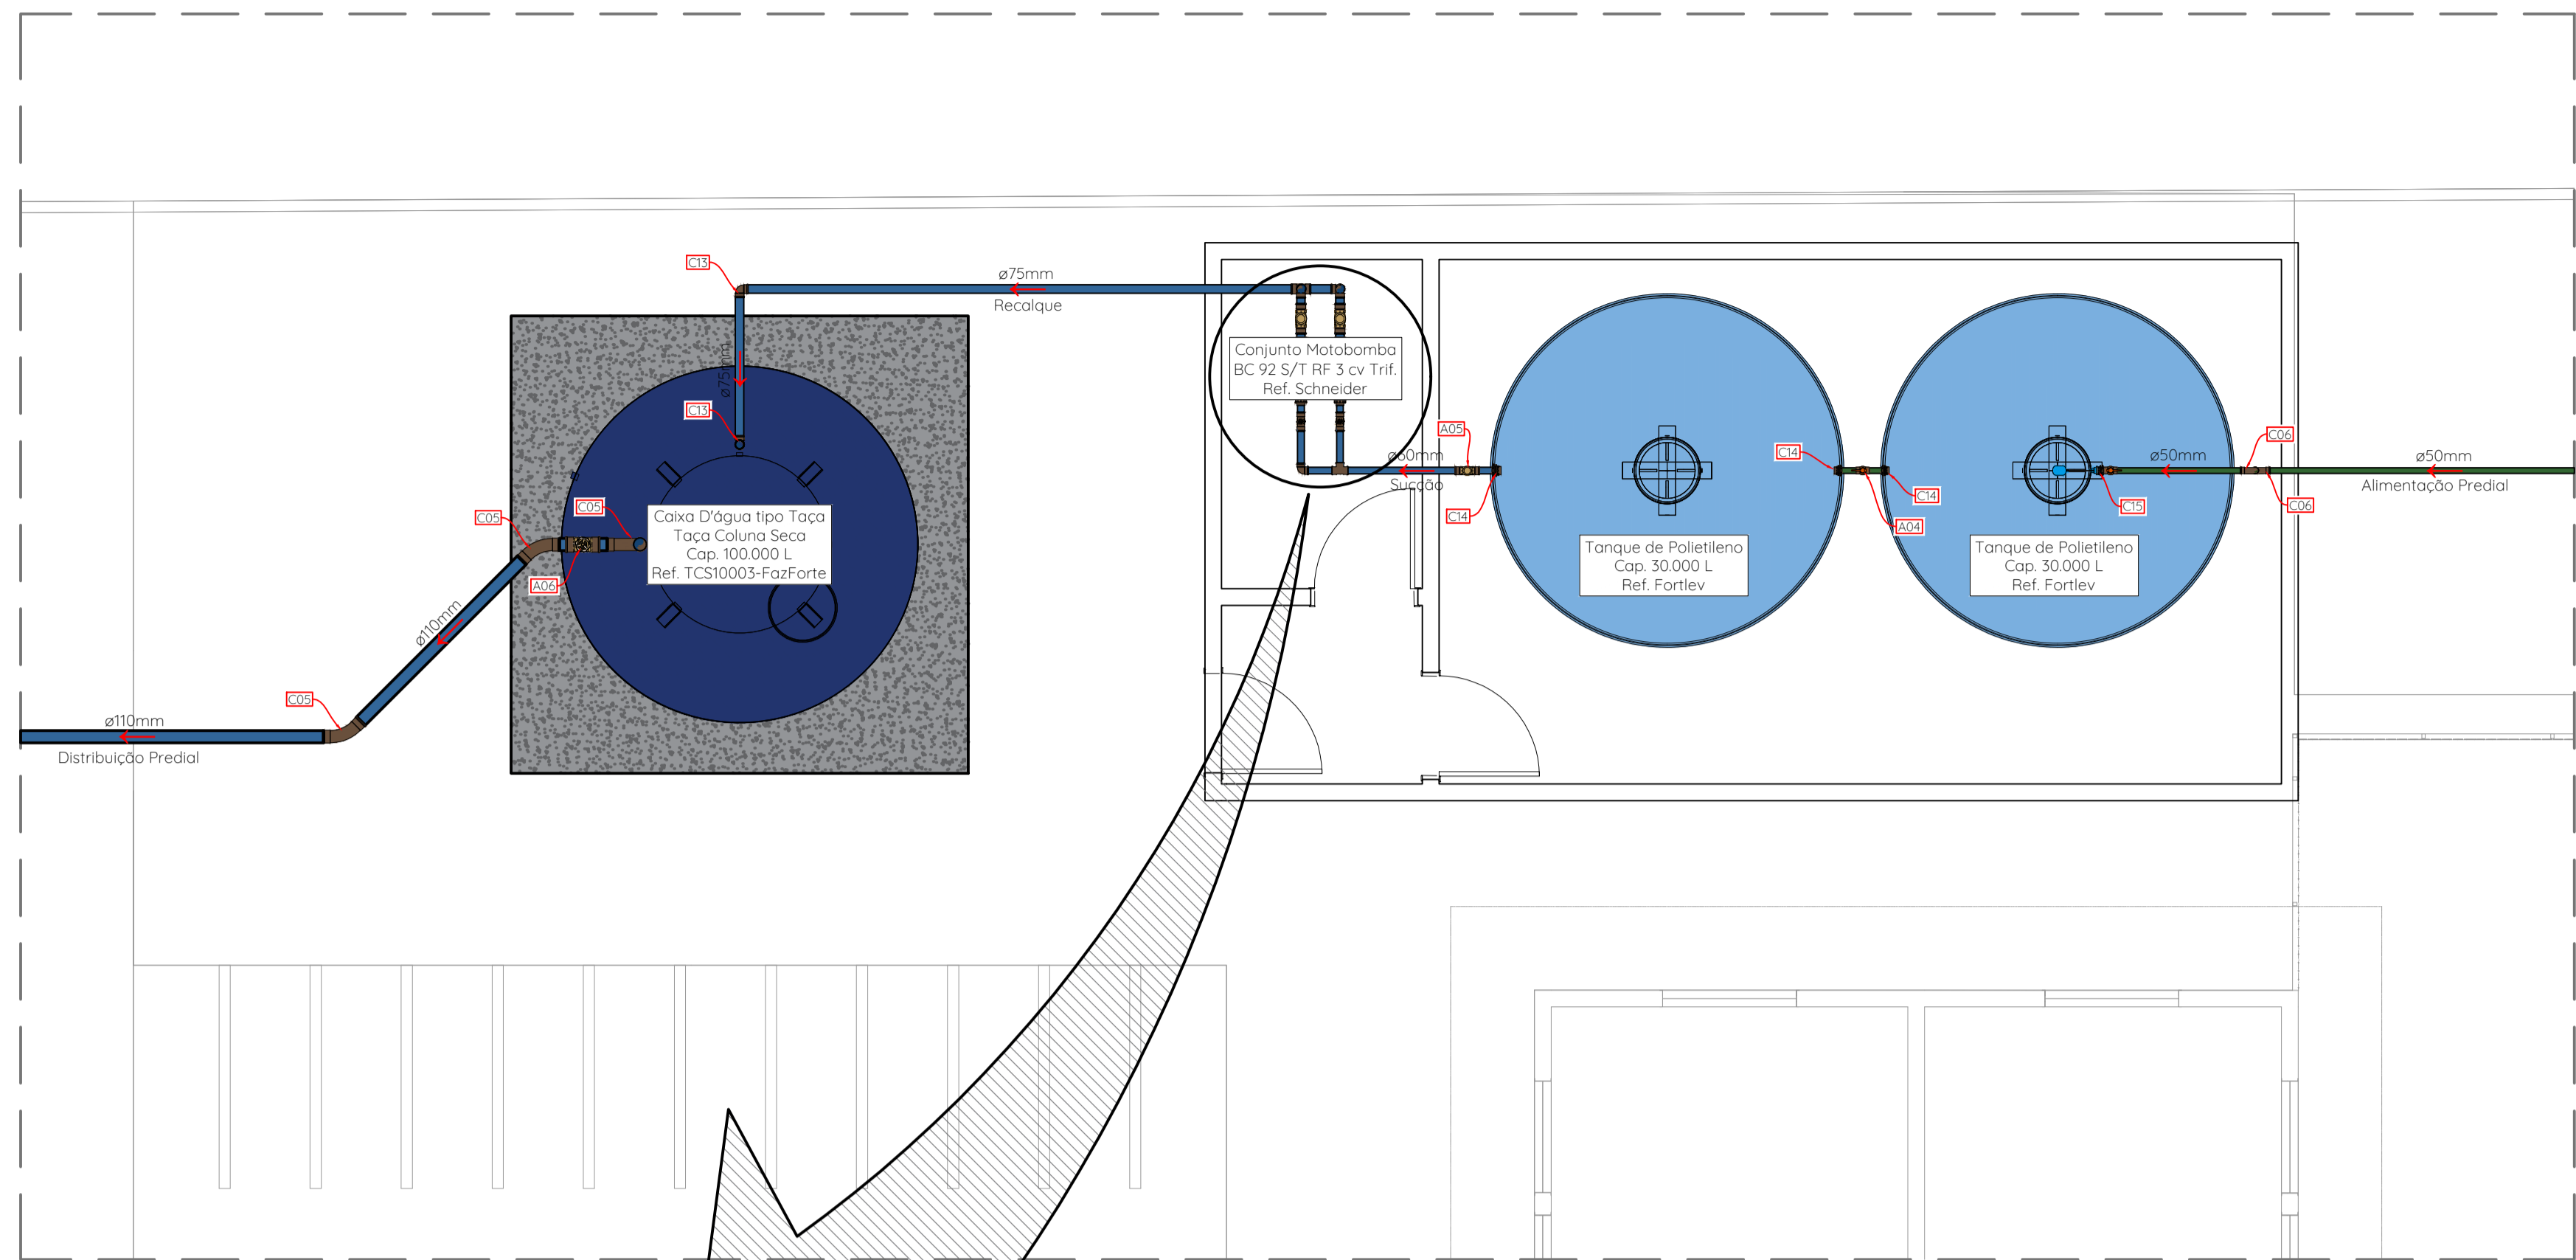 C13
ø75mm
Recalque
ø75mm
C13
Conjunto Motobomba
BC 92 S/T RF 3 cv Trif.
Ref. Schneider
A05
ø60mm
Sucção
C14
C14
C14
A04
C06
ø50mm
C15
C06
ø50mm
Alimentação Predial
C05
C05
A06
Caixa D'água tipo Taça
Taça Coluna Seca
Cap. 100.000 L
Ref. TCS10003-FazForte
Tanque de Polietileno
Cap. 30.000 L
Ref. Fortlev
Tanque de Polietileno
Cap. 30.000 L
Ref. Fortlev
ø110mm
C05
ø110mm
Distribuição Predial